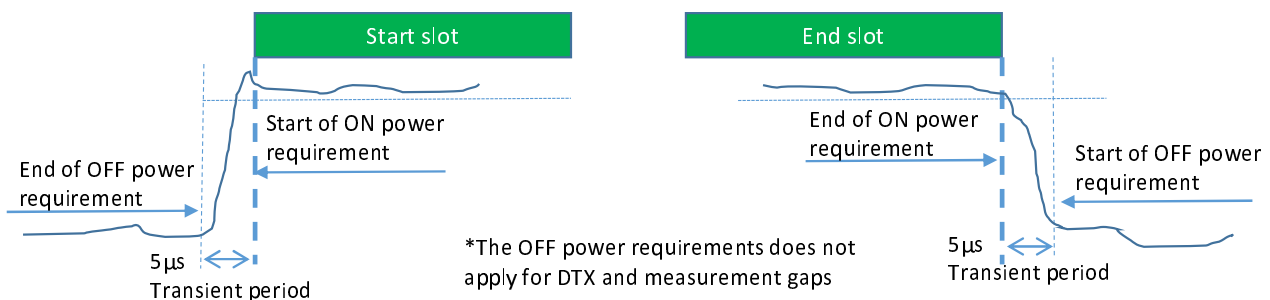 Start slot
End slot
Start of ON power
requirement
End of OFF power
requirement
5µs
Transient period
End of ON power
requirement
Start of OFF power
requirement
5µs
Transient period
*The OFF power requirements does not
apply for DTX and measurement gaps